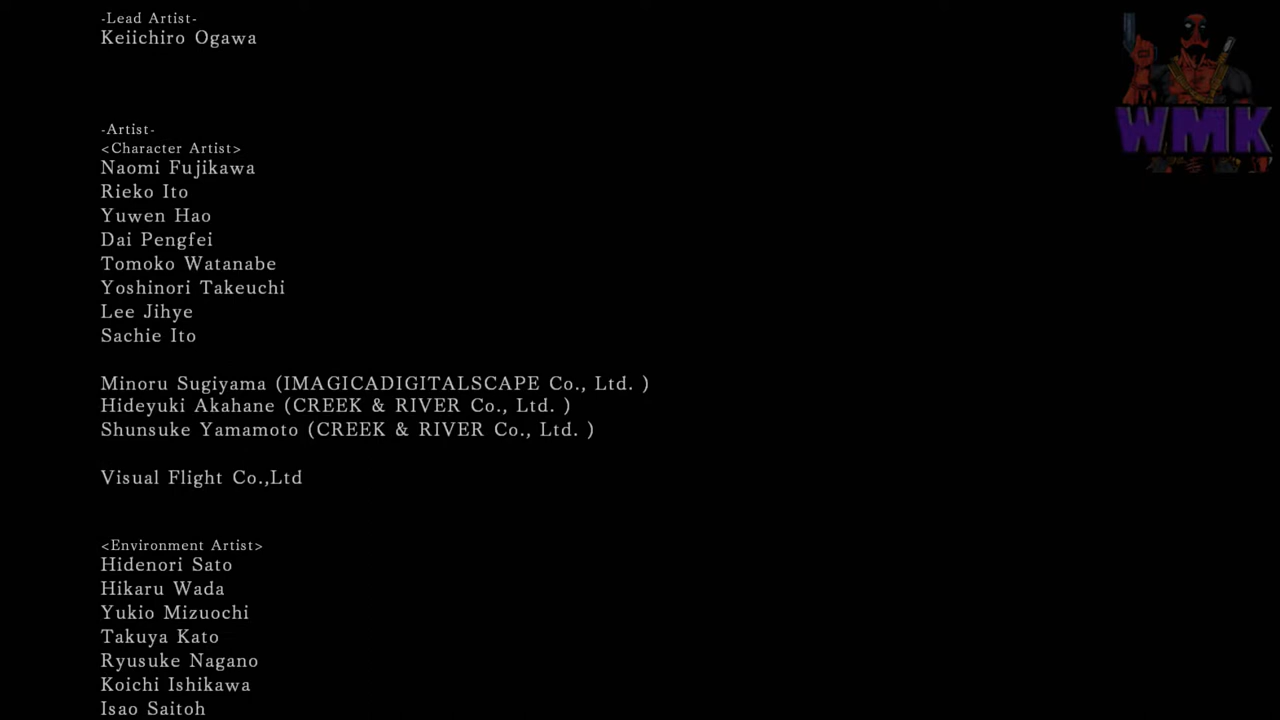 -Lead Artist-
Keiichiro Ogawa
-Artist-
<Character Artist>
Naomi Fujikawa
Rieko Ito
Yuwen Hao
Dai Pengfei
Tomoko Watanabe
Yoshinori Takeuchi
Lee Jihye
Sachie Ito
Minoru Sugiyama (IMAGICADIGITALSCAPE Co., Ltd. )
Hideyuki Akahane (CREEK & RIVER Co., Ltd. )
Shunsuke Yamamoto (CREEK & RIVER Co., Ltd. )
Visual Flight Co.,Ltd
<Environment Artist>
Hidenori Sato
Hikaru Wada
Yukio Mizuochi
Takuya Kato
Ryusuke Nagano
Koichi Ishikawa
Isao Saitoh
WMK